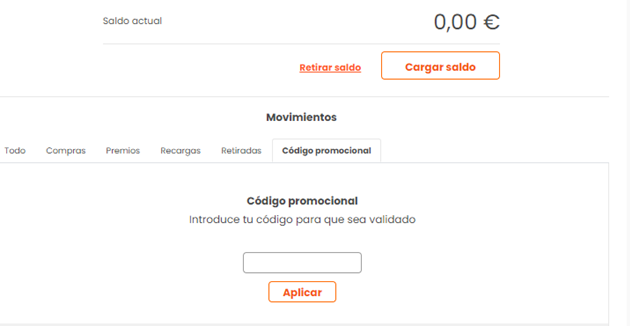 Saldo actual 0,00 €
Retirar saldo Cargar saldo
Movimientos
Todo Compras Premios Recargas Retiradas Código promocional
Código promocional
Introduce tu código para que sea validado
Aplicar